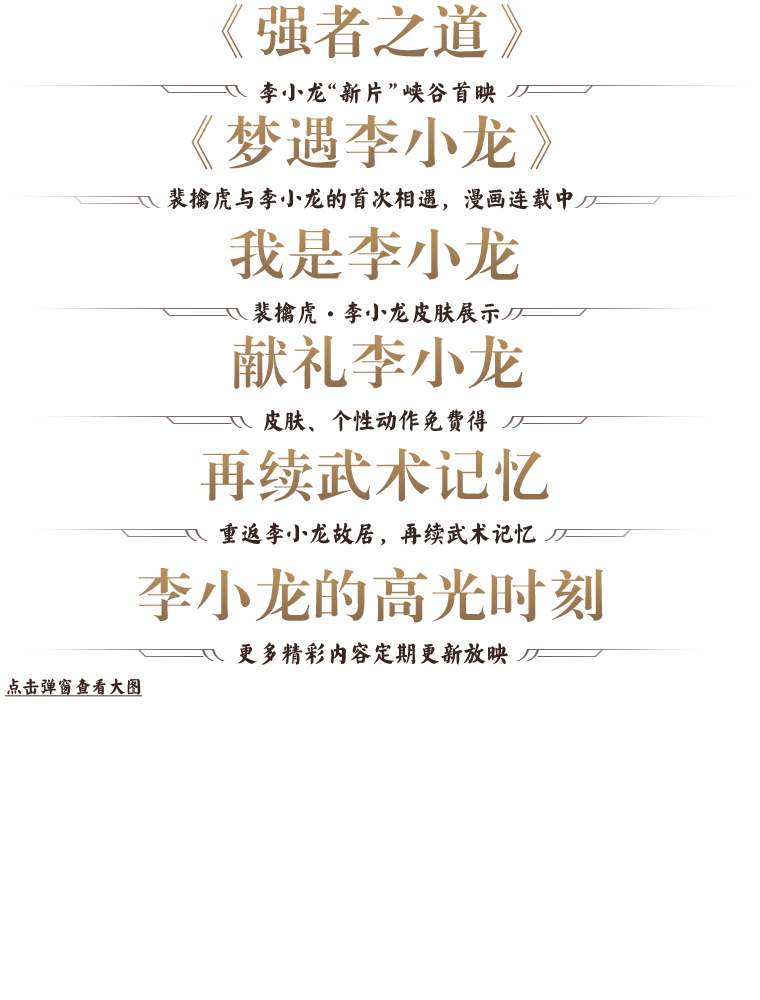 《强者之道》
李小龙“新片”峡谷首映
《梦遇李小龙》
裴擒虎与李小龙的首次相遇，漫画连载中
我是李小龙
裴擒虎·李小龙皮肤展示
献礼李小龙
皮肤、个性动作免费得
再续武术记忆
重返李小龙故居，再续武术记忆
李小龙的高光时刻
更多精彩内容定期更新放映
点击弹窗查看大图